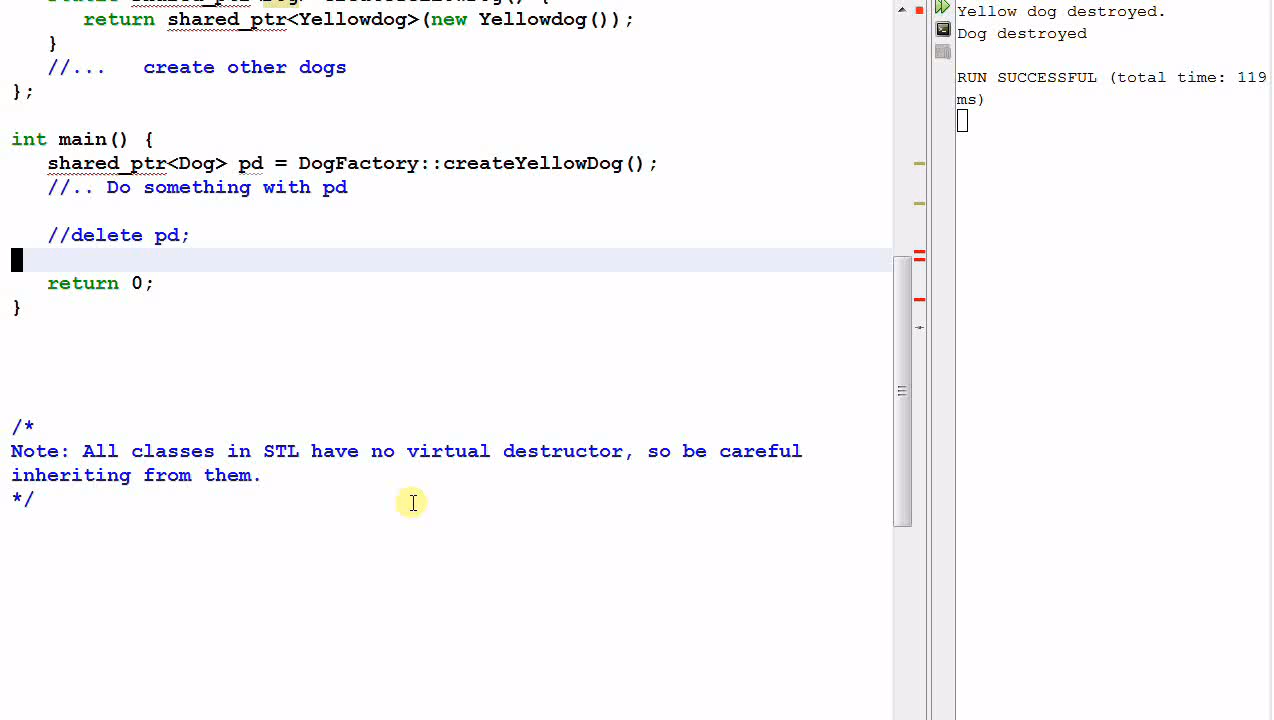 return shared_ptr<Yellowdog>(new Yellowdog());
}
//... create other dogs
};
int main() {
shared_ptr<Dog> pd = DogFactory::createYellowDog();
//.. Do something with pd
//delete pd;
return 0;
}
/*
Note: All classes in STL have no virtual destructor, so be careful
inheriting from them.
*/
Yellow dog destroyed.
Dog destroyed
RUN SUCCESSFUL (total time: 119
ms)